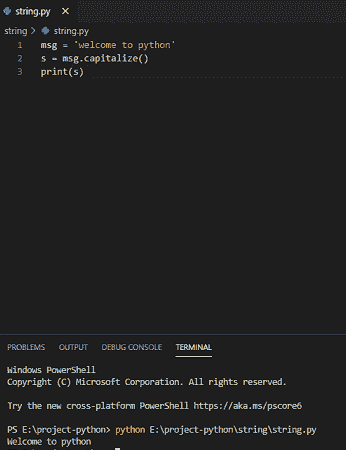 string.py ✕
string > string.py
1 msg = 'welcome to python'
2 s = msg.capitalize()
3 print(s)
PROBLEMS OUTPUT DEBUG CONSOLE TERMINAL
Windows PowerShell
Copyright (C) Microsoft Corporation. All rights reserved.
Try the new cross-platform PowerShell https://aka.ms/pscore6
PS E:\project-python> python E:\project-python\string\string.py
Welcome to python